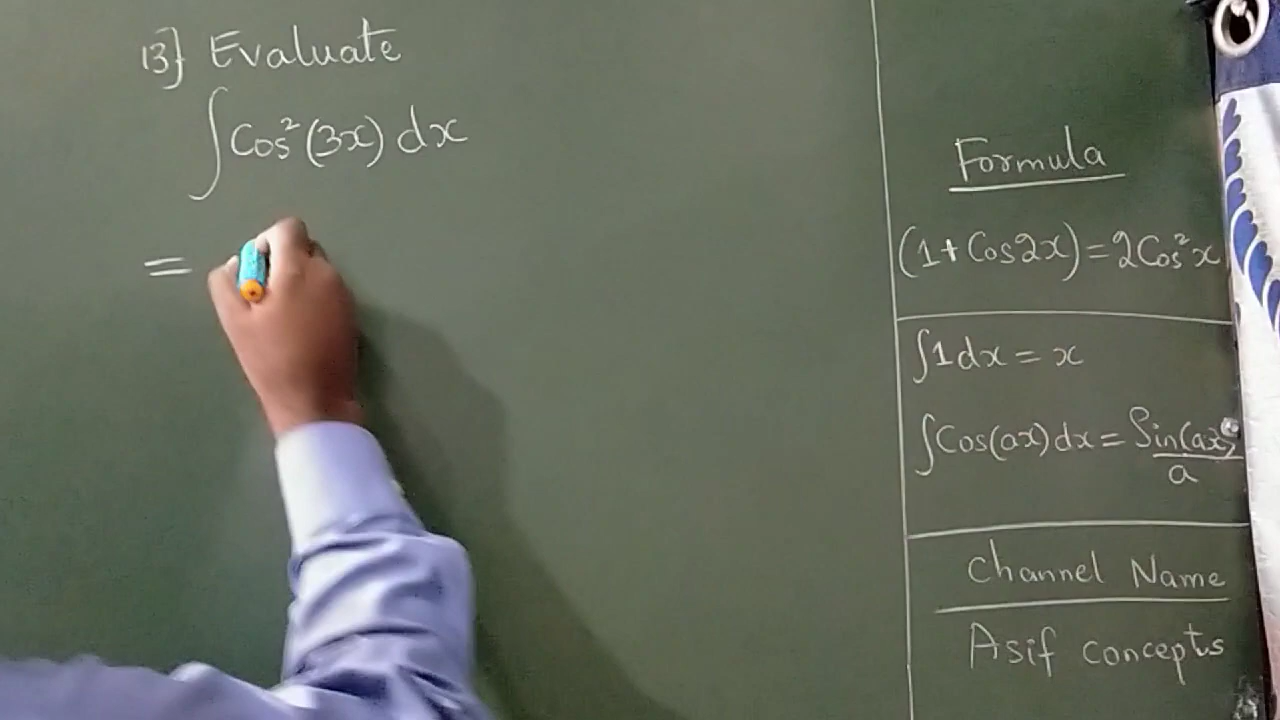 13} Evaluate
∫Cos²(3x) dx
=
Formula
(1+Cos2x)=2Cos²x
∫1dx = x
∫Cos(ax)dx = Sin(ax)/a
Channel Name
Asif concepts